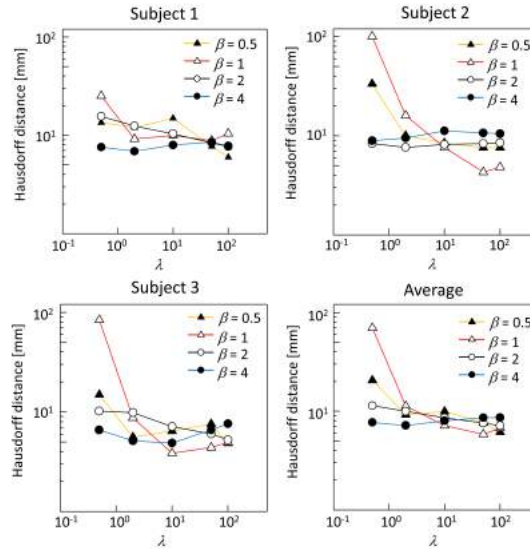 Subject 1
Hausdorff distance [mm]
10²
10¹
β = 0.5
β = 1
β = 2
β = 4
10⁻¹ 10⁰ 10¹ 10²
λ
Subject 2
Hausdorff distance [mm]
10²
10¹
β = 0.5
β = 1
β = 2
β = 4
10⁻¹ 10⁰ 10¹ 10²
λ
Subject 3
Hausdorff distance [mm]
10²
10¹
β = 0.5
β = 1
β = 2
β = 4
10⁻¹ 10⁰ 10¹ 10²
λ
Average
Hausdorff distance [mm]
10²
10¹
β = 0.5
β = 1
β = 2
β = 4
10⁻¹ 10⁰ 10¹ 10²
λ